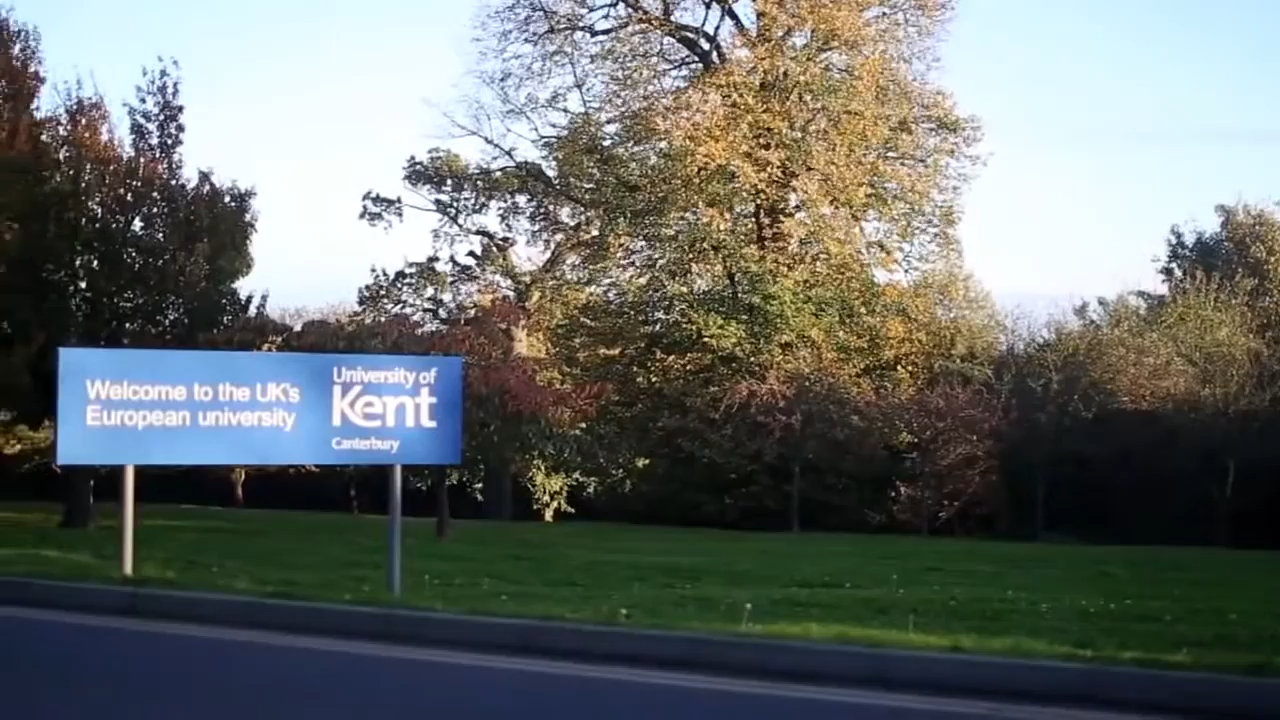 Welcome to the UK's
European university
University of
Kent
Canterbury